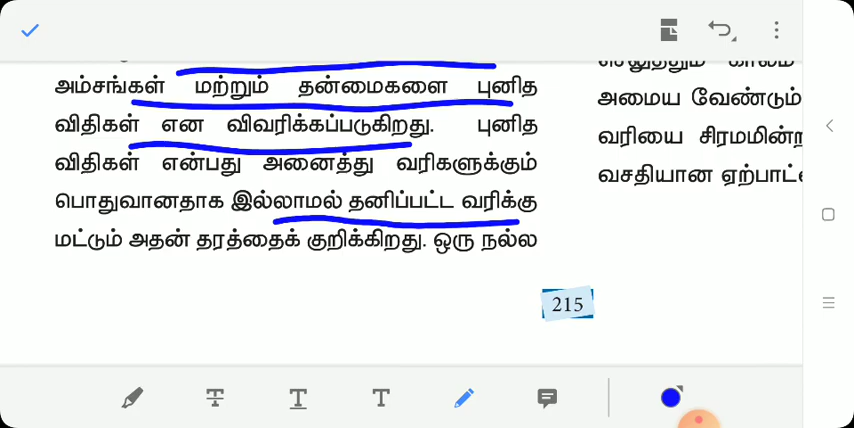 அம்சங்கள் மற்றும் தன்மைகளை புனித
விதிகள் என விவரிக்கப்படுகிறது. புனித
விதிகள் என்பது அனைத்து வரிகளுக்கும்
பொதுவானதாக இல்லாமல் தனிப்பட்ட வரிக்கு
மட்டும் அதன் தரத்தைக் குறிக்கிறது. ஒரு நல்ல
செலுத்தும் காலம்
அமைய வேண்டும்
வரியை சிரமமின்ற
வசதியான ஏற்பாட்
215
T
T
T